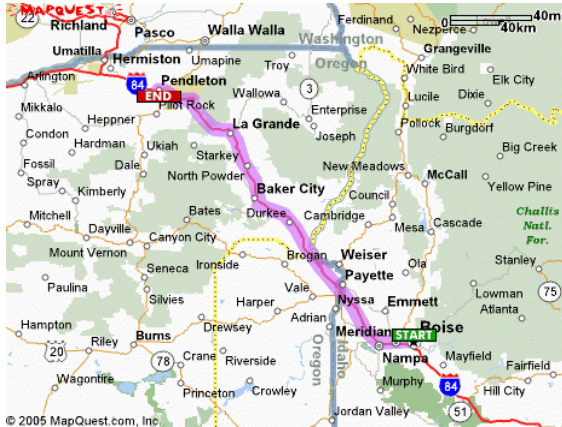 MAPQUEST
22
Richland
Pasco
Walla Walla
Ferdinand
Nezperce
40m
40km
Washington
Oregon
Grangeville
Umatilla
Hermiston
Umapine
Troy
White Bird
Elk City
Arlington
84
Pendleton
END
3
Wallowa
Lucile
Dixie
Mikkalo
Pilot Rock
Enterprise
Heppner
La Grande
Joseph
Pollock
Burgdorf
Condon
Hardman
Ukiah
Big Creek
Fossil
Dale
Starkey
New Meadows
McCall
Spray
Kimberly
North Powder
Yellow Pine
Baker City
Council
Mitchell
Bates
Durkee
Cambridge
Challis
Natl.
For.
Dayville
Mesa
Cascade
Mount Vernon
Canyon City
Brogan
Weiser
Ironside
Ola
Stanley
Seneca
Payette
75
Paulina
Vale
Nyssa
Lowman
Silvies
Harper
Emmett
Atlanta
Adrian
Hampton
Drewsey
Meridian
START
Boise
Burns
Oregon
Idaho
20
Riley
78
Crane
Riverside
Nampa
Mayfield
Fairfield
Wagontire
Murphy
84
Hill City
Princeton
Crowley
51
Jordan Valley
© 2005 MapQuest.com, Inc.